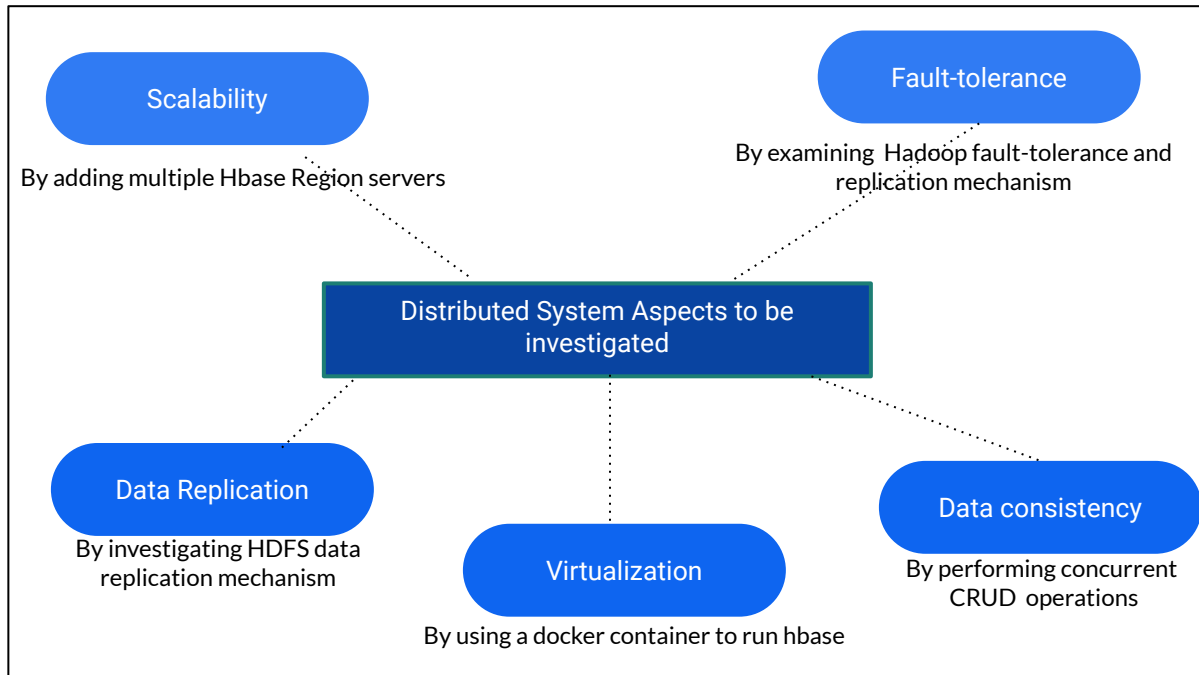 Scalability
By adding multiple Hbase Region servers
Fault-tolerance
By examining Hadoop fault-tolerance and
replication mechanism
Distributed System Aspects to be
investigated
Data Replication
By investigating HDFS data
replication mechanism
Virtualization
By using a docker container to run hbase
Data consistency
By performing concurrent
CRUD operations